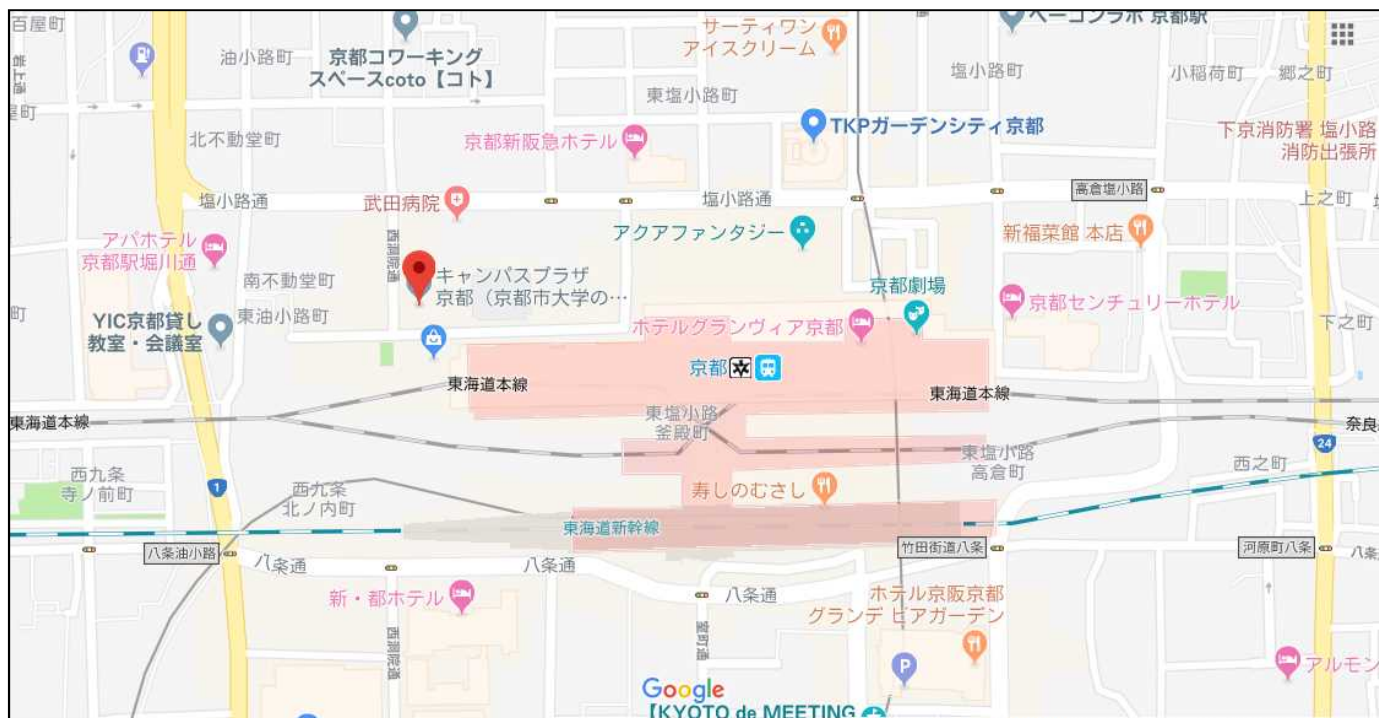 百屋町
油小路町
京都コワーキング
スペースcoto【コト】
サーティワン
アイスクリーム
塩小路町
小稲荷町
郷之町
東塩小路町
北不動堂町
京都新阪急ホテル
TKPガーデンシティ京都
下京消防署 塩小路
消防出張所
塩小路通
武田病院
塩小路通
高倉塩小路
上之町
アパホテル
京都駅堀川通
西洞院通
アクアファンタジー
新福菜館 本店
南不動堂町
キャンパスプラザ
京都（京都市大学の…
京都劇場
京都センチュリーホテル
YIC京都貸し
教室・会議室
東油小路町
ホテルグランヴィア京都
下之町
京都
東海道本線
東海道本線
東海道本線
東塩小路
釜殿町
奈良
24
西九条
寺ノ前町
1
西九条
北ノ内町
寿しのむさし
東塩小路
高倉町
西之町
東海道新幹線
八条油小路
八条通
八条通
竹田街道八条
河原町八条
八条通
新・都ホテル
ホテル京阪京都
グランデ ビアガーデン
西洞院通
室町通
P
アルモン
Google
【KYOTO de MEETING